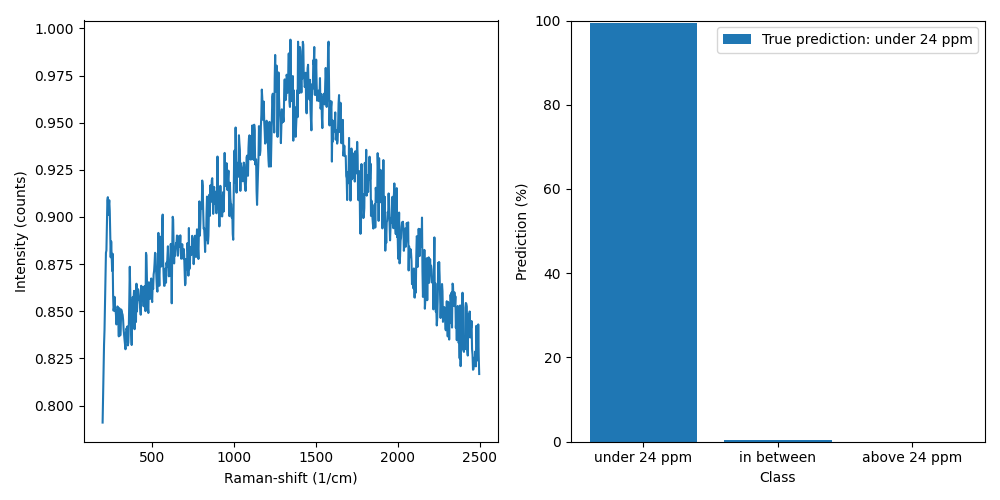 1.000
0.975
0.950
0.925
0.900
0.875
0.850
0.825
0.800
Intensity (counts)
500
1000
1500
2000
2500
Raman-shift (1/cm)
100
80
60
40
20
0
Prediction (%)
True prediction: under 24 ppm
under 24 ppm
in between
above 24 ppm
Class